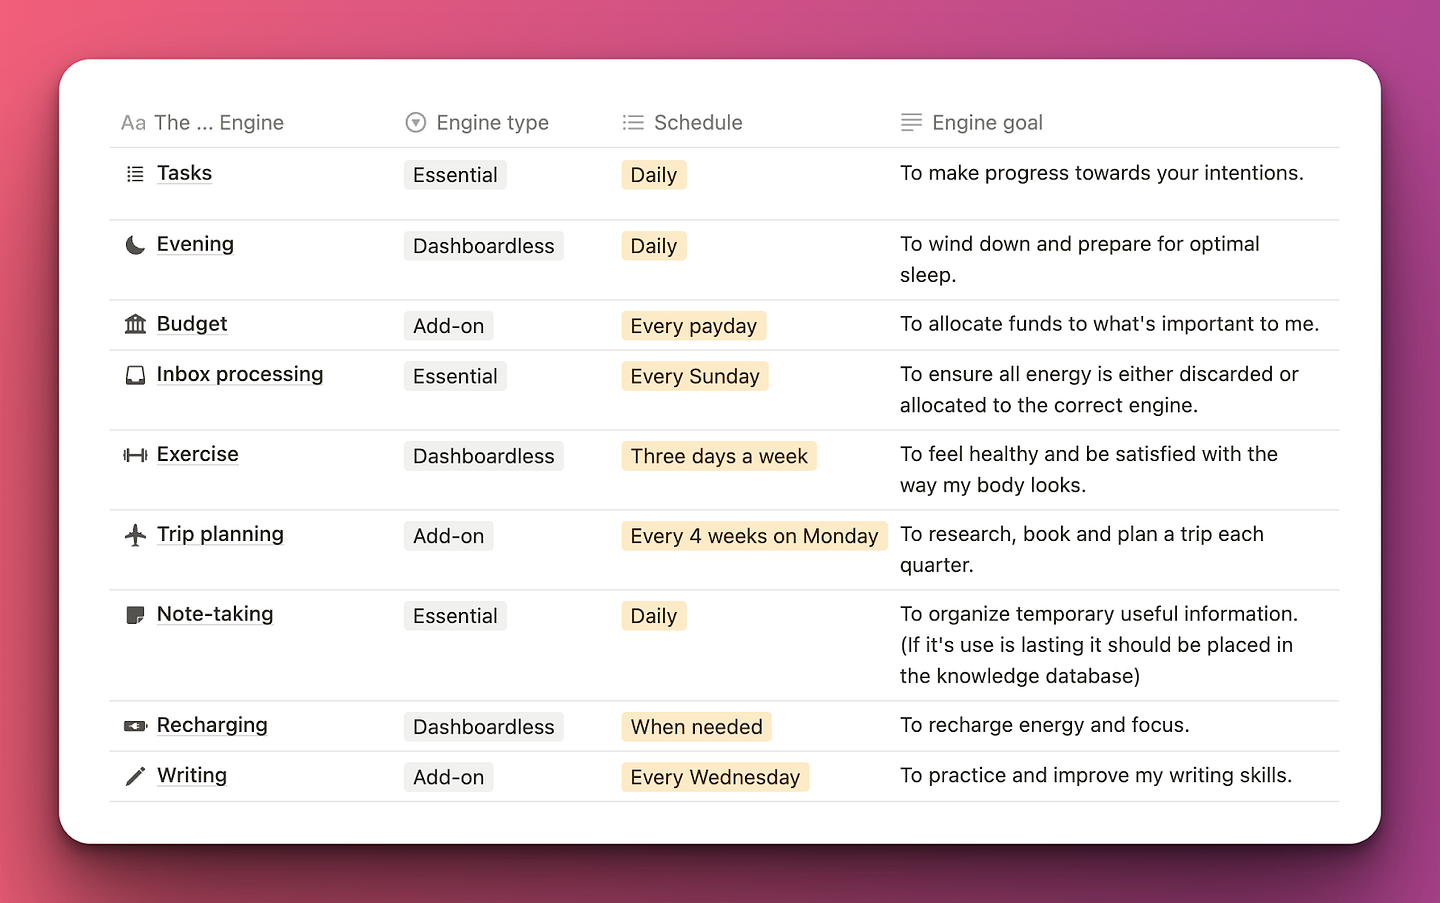 Aa The ... Engine Engine type Schedule Engine goal
Tasks Essential Daily To make progress towards your intentions.
Evening Dashboardless Daily To wind down and prepare for optimal
sleep.
Budget Add-on Every payday To allocate funds to what's important to me.
Inbox processing Essential Every Sunday To ensure all energy is either discarded or
allocated to the correct engine.
Exercise Dashboardless Three days a week To feel healthy and be satisfied with the
way my body looks.
Trip planning Add-on Every 4 weeks on Monday To research, book and plan a trip each
quarter.
Note-taking Essential Daily To organize temporary useful information.
(If it's use is lasting it should be placed in
the knowledge database)
Recharging Dashboardless When needed To recharge energy and focus.
Writing Add-on Every Wednesday To practice and improve my writing skills.